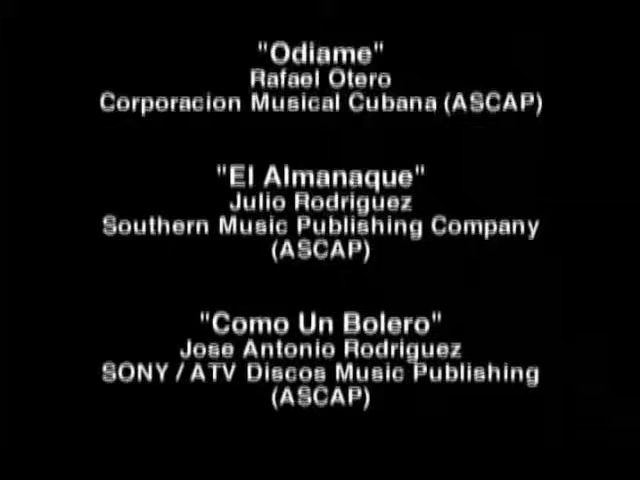 "Odiame"
Rafael Otero
Corporacion Musical Cubana (ASCAP)
"El Almanaque"
Julio Rodriguez
Southern Music Publishing Company
(ASCAP)
"Como Un Bolero"
Jose Antonio Rodriguez
SONY / ATV Discos Music Publishing
(ASCAP)